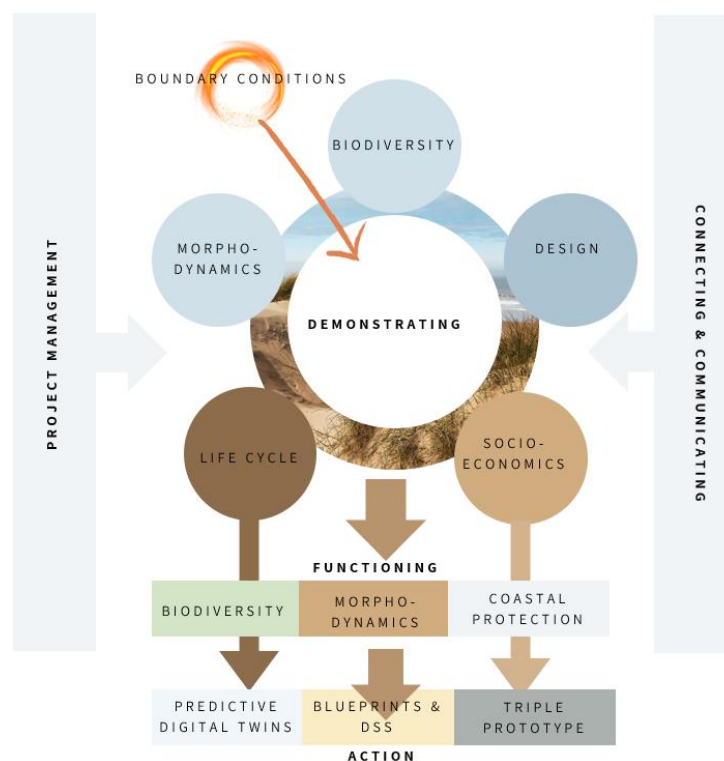 BOUNDARY CONDITIONS
BIODIVERSITY
MORPHO-
DYNAMICS
DESIGN
PROJECT MANAGEMENT
DEMONSTRATING
CONNECTING & COMMUNICATING
LIFE CYCLE
SOCIO-
ECONOMICS
FUNCTIONING
BIODIVERSITY
MORPHO-
DYNAMICS
COASTAL
PROTECTION
PREDICTIVE
DIGITAL TWINS
BLUEPRINTS &
DSS
TRIPLE
PROTOTYPE
ACTION